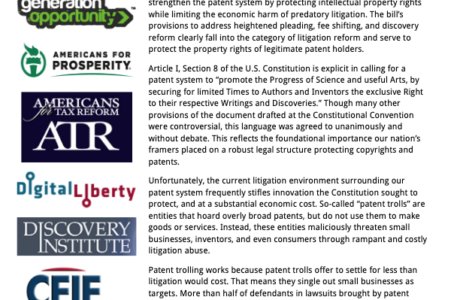 generation
opportunity
AMERICANS FOR
PROSPERITY
AMERICANS
for TAX REFORM
ATR
Digital Liberty
DISCOVERY
INSTITUTE
CFIF
strengthen the patent system by protecting intellectual property rights
while limiting the economic harm of predatory litigation. The bill's
provisions to address heightened pleading, fee shifting, and discovery
reform clearly fall into the category of litigation reform and serve to
protect the property rights of legitimate patent holders.
Article I, Section 8 of the U.S. Constitution is explicit in calling for a
patent system to “promote the Progress of Science and useful Arts, by
securing for limited Times to Authors and Inventors the exclusive Right
to their respective Writings and Discoveries.” Though many other
provisions of the document drafted at the Constitutional Convention
were controversial, this language was agreed to unanimously and
without debate. This reflects the foundational importance our nation's
framers placed on a robust legal structure protecting copyrights and
patents.
Unfortunately, the current litigation environment surrounding our
patent system frequently stifles innovation the Constitution sought to
protect, and at a substantial economic cost. So-called “patent trolls” are
entities that hoard overly broad patents, but do not use them to make
goods or services. Instead, these entities maliciously threaten small
businesses, inventors, and even consumers through rampant and costly
litigation abuse.
Patent trolling works because patent trolls offer to settle for less than
litigation would cost. That means they single out small businesses as
targets. More than half of defendants in lawsuits brought by patent